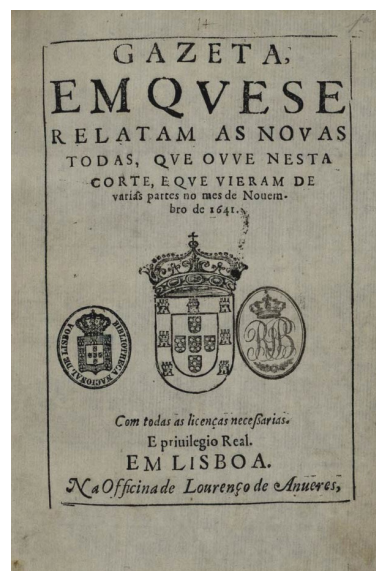 GAZETA,
EM QVE SE
RELATAM AS NOVAS
TODAS, QVE OVVE NESTA
CORTE, E QVE VIERAM DE
varias partes no mes de Nouem-
bro de 1641.
BIBLIOTHECA NACIONAL DE LISBOA
Com todas as licenças neceſſarias.
E priuilegio Real.
EM LISBOA.
Na Officina de Lourenço de Anueres,